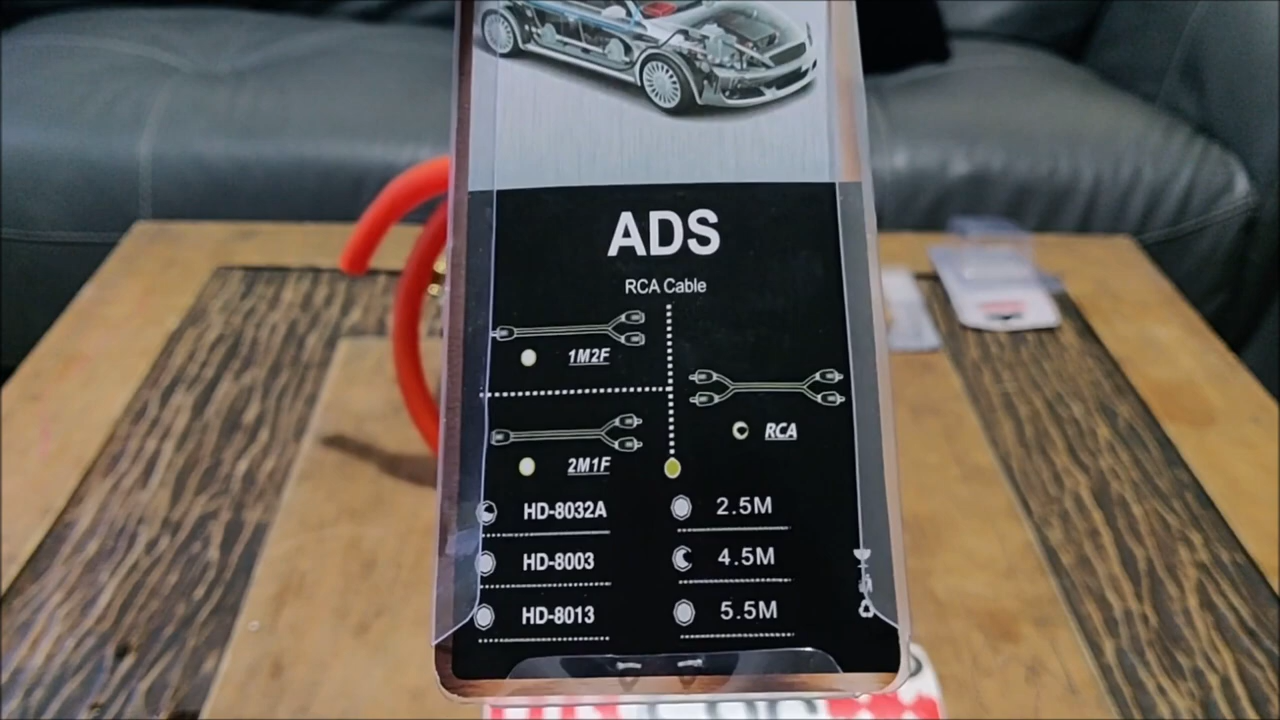 ADS
RCA Cable
1M2F
RCA
2M1F
HD-8032A 2.5M
HD-8003 4.5M
HD-8013 5.5M